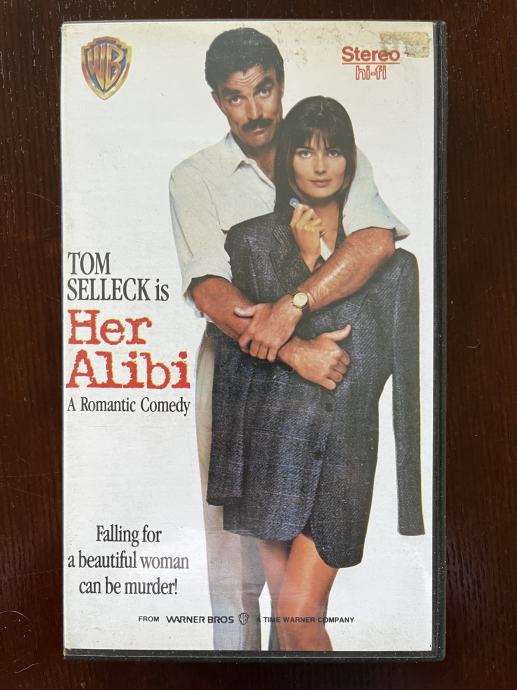 WB
Stereo
hi-fi
TOM
SELLECK is
Her
Alibi
A Romantic Comedy
Falling for
a beautiful woman
can be murder!
FROM WARNER BROS WB A TIME WARNER COMPANY